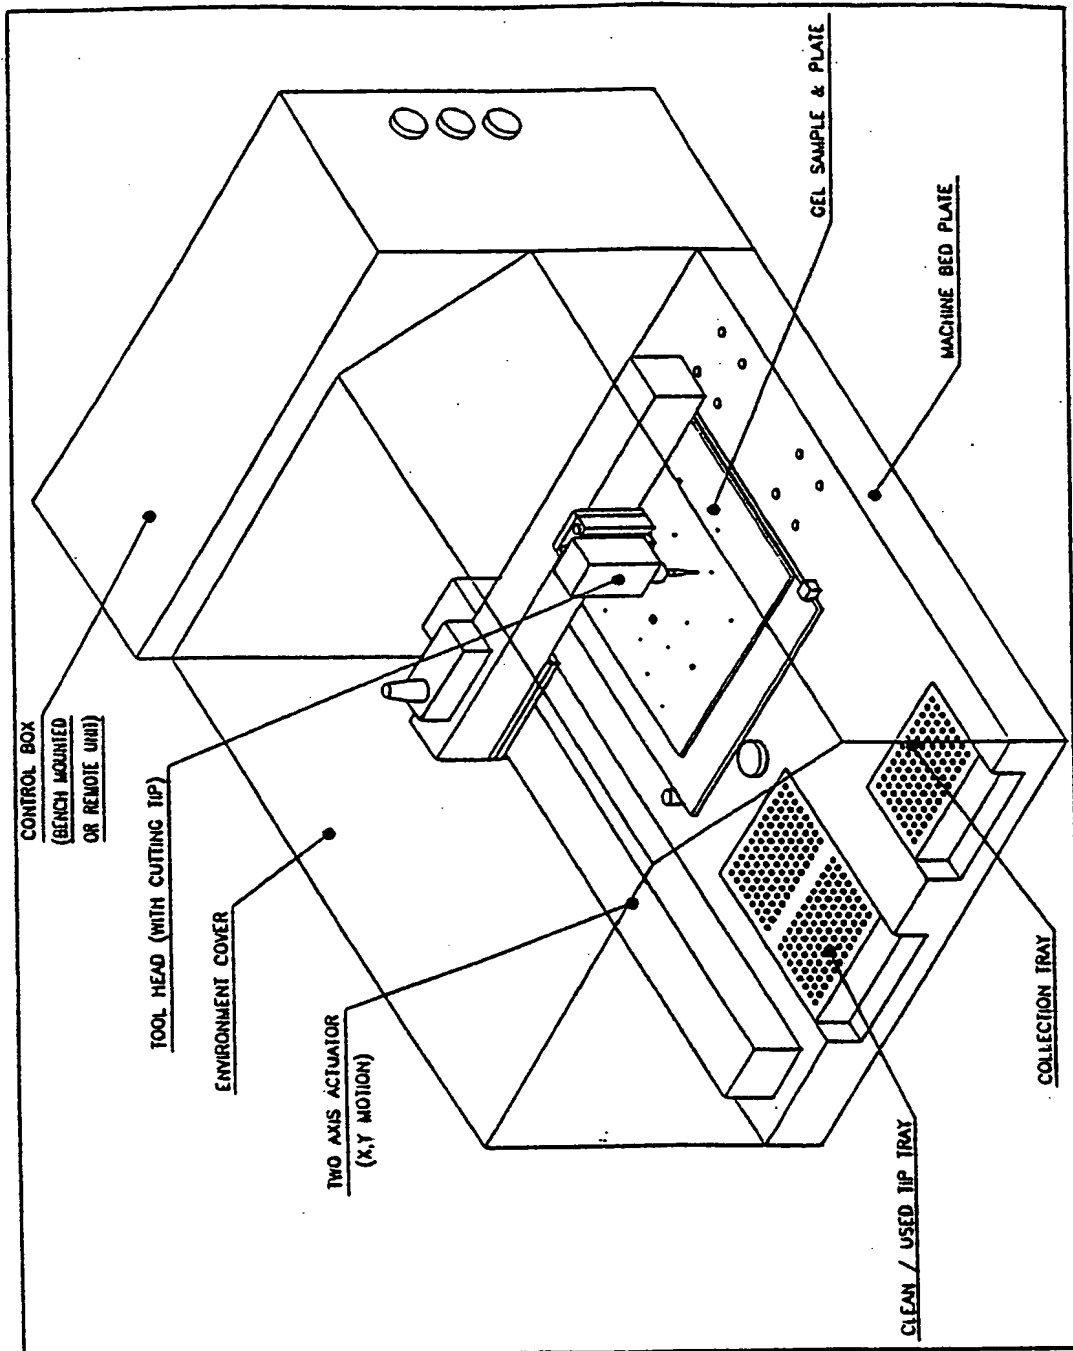 CONTROL BOX
(BENCH MOUNTED
OR REMOTE UNIT)
TOOL HEAD (WITH CUTTING TIP)
ENVIRONMENT COVER
TWO AXIS ACTUATOR
(X,Y MOTION)
CLEAN / USED TIP TRAY
COLLECTION TRAY
MACHINE BED PLATE
GEL SAMPLE & PLATE